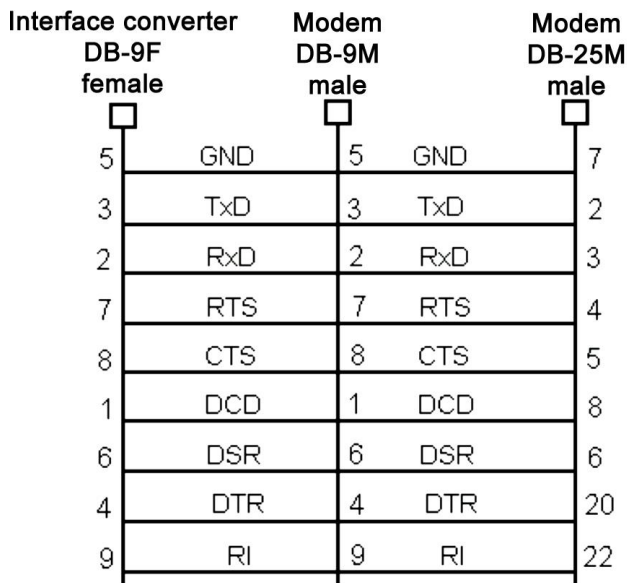 Interface converter Modem Modem
DB-9F DB-9M DB-25M
female male male
5 GND 5 GND 7
3 TxD 3 TxD 2
2 RxD 2 RxD 3
7 RTS 7 RTS 4
8 CTS 8 CTS 5
1 DCD 1 DCD 8
6 DSR 6 DSR 6
4 DTR 4 DTR 20
9 RI 9 RI 22